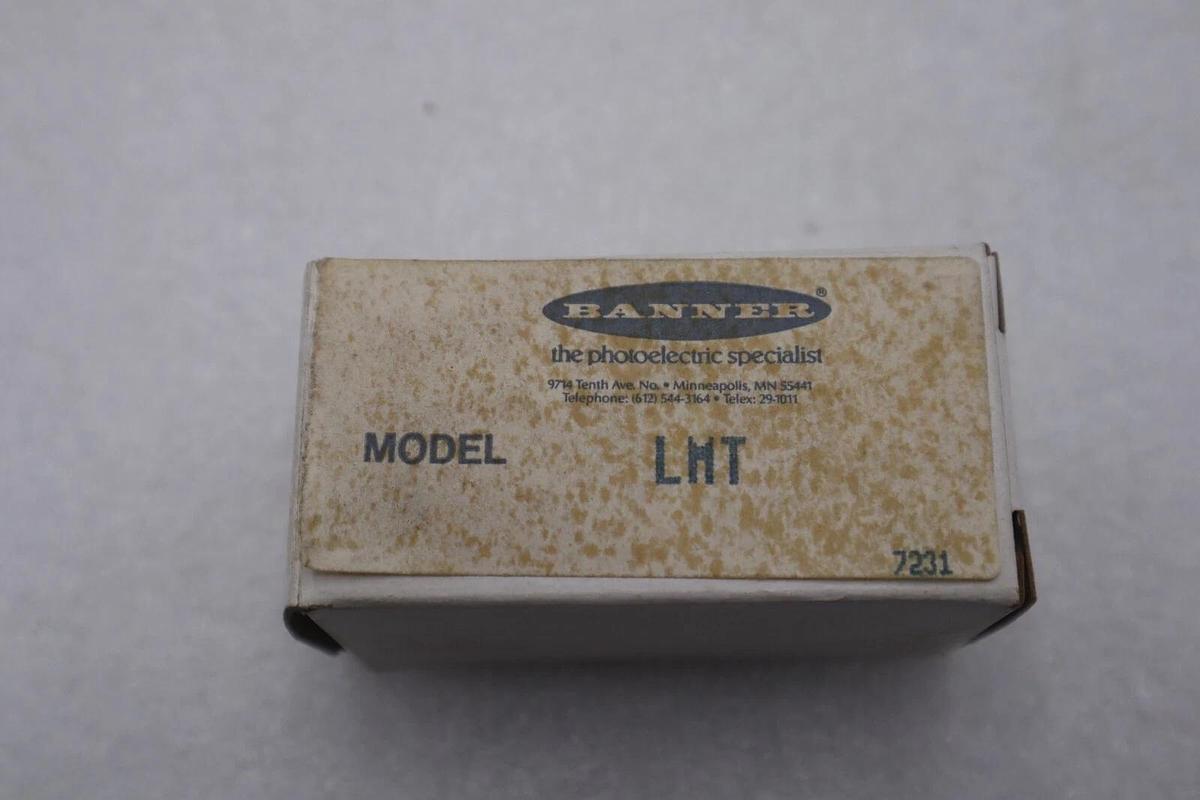 BANNER®
the photoelectric specialist
9714 Tenth Ave. No. • Minneapolis, MN 55441
Telephone: (612) 544-3164 • Telex: 29-1011
MODEL LMT
7231